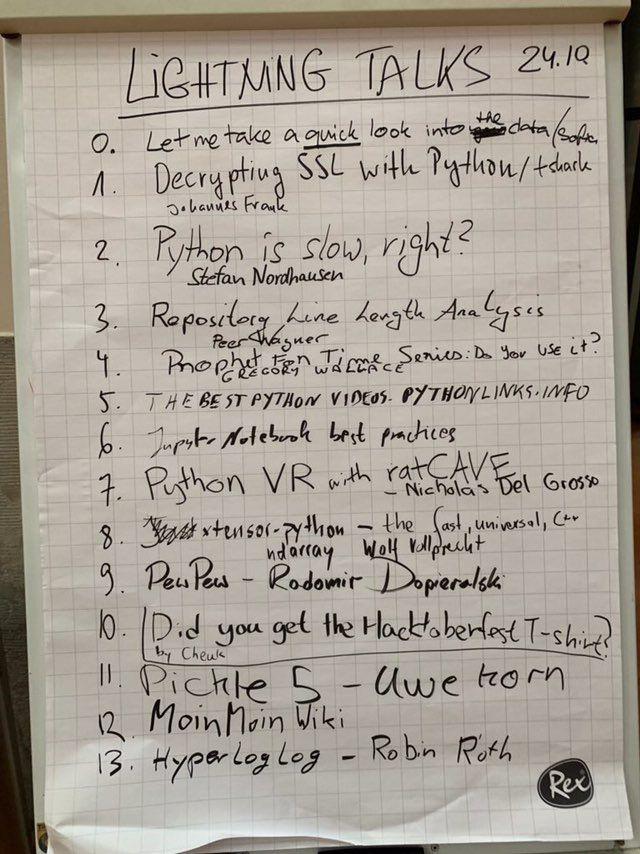 LIGHTNING TALKS 24.10
0. Let me take a quick look into the data/
1. Decrypting SSL with Python/tshark
Johannes Frank
2. Python is slow, right?
Stefan Nordhausen
3. Repository Line Length Analysis
Peer Wagner
4. Prophet For Time Series: Do you use it?
GREGORY WALLACE
5. THE BEST PYTHON VIDEOS. PYTHONLINKS.INFO
6. Jupyter Notebook best practices
7. Python VR with ratCAVE
- Nicholas Del Grosso
8. xtensor-python - the fast, universal, C++
ndarray Wolf Vollprecht
9. PewPew - Radomir Dopieralski
10. Did you get the Hacktoberfest T-shirt?
by Cheuk
11. Pickle 5 - Uwe Korn
12. MoinMoin Wiki
13. HyperLogLog - Robin Roth
Rex